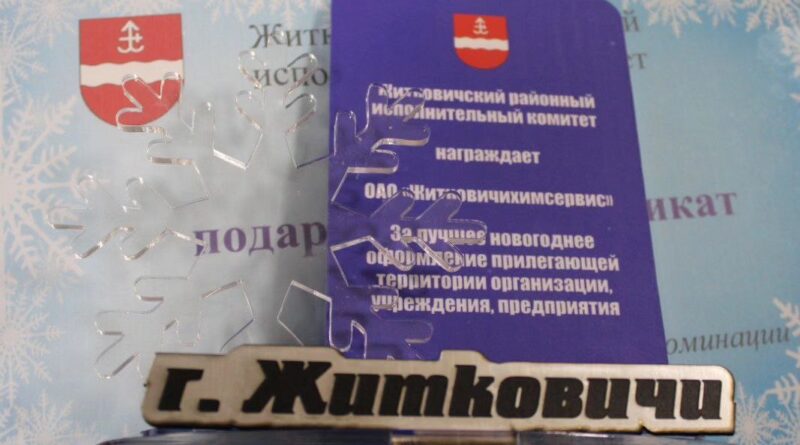 Житковичский районный
исполнительный комитет
награждает
ОАО «Житковичихимсервис»
За лучшее новогоднее
оформление прилегающей
территории организации,
учреждения, предприятия
г. Житковичи